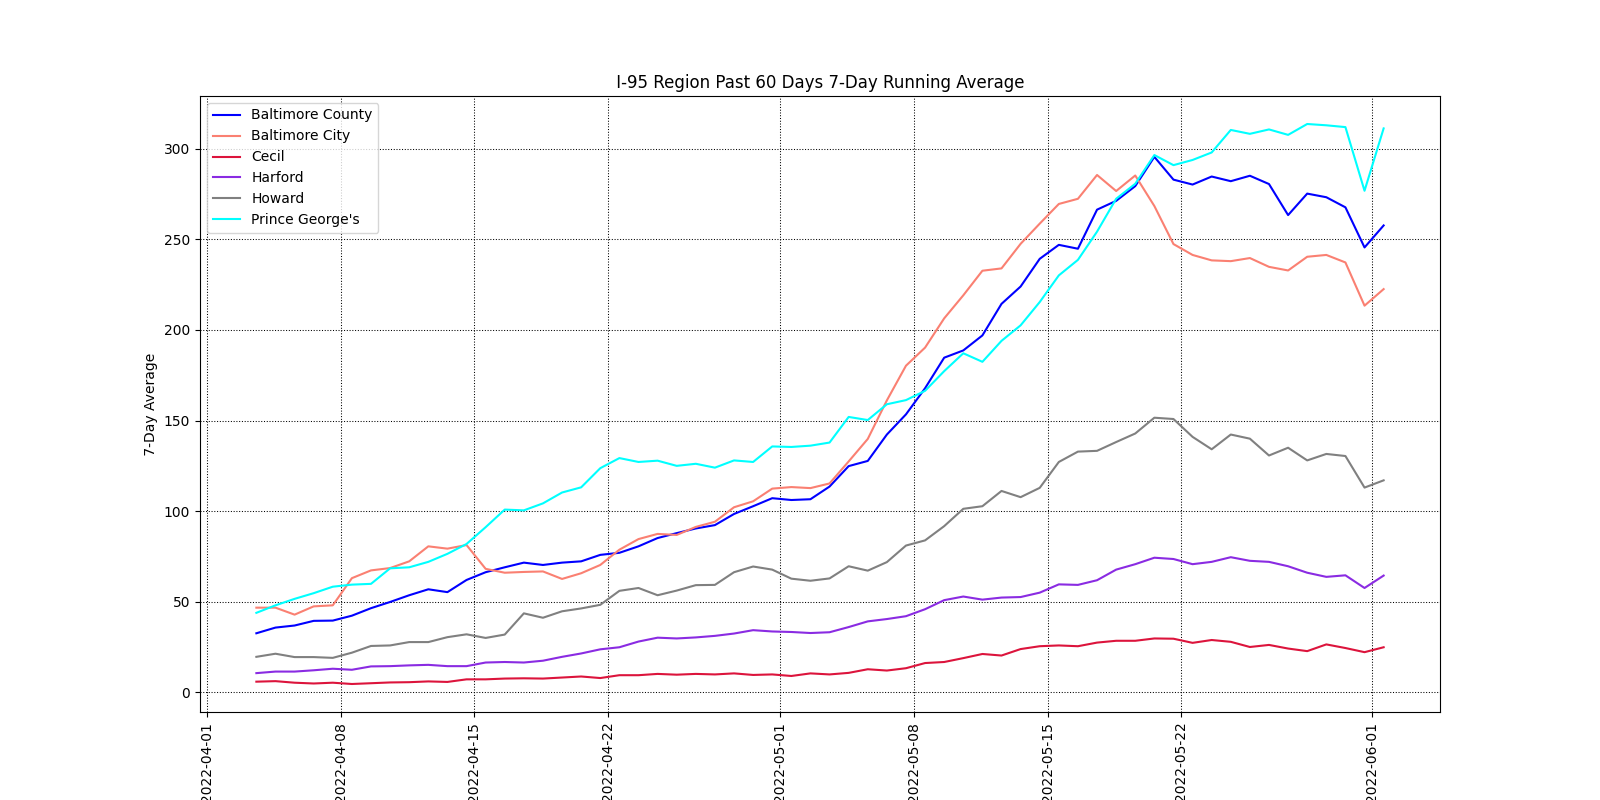 I-95 Region Past 60 Days 7-Day Running Average
Baltimore County
Baltimore City
Cecil
Harford
Howard
Prince George's
7-Day Average
300
250
200
150
100
50
0
2022-04-01
2022-04-08
2022-04-15
2022-04-22
2022-05-01
2022-05-08
2022-05-15
2022-05-22
2022-06-01